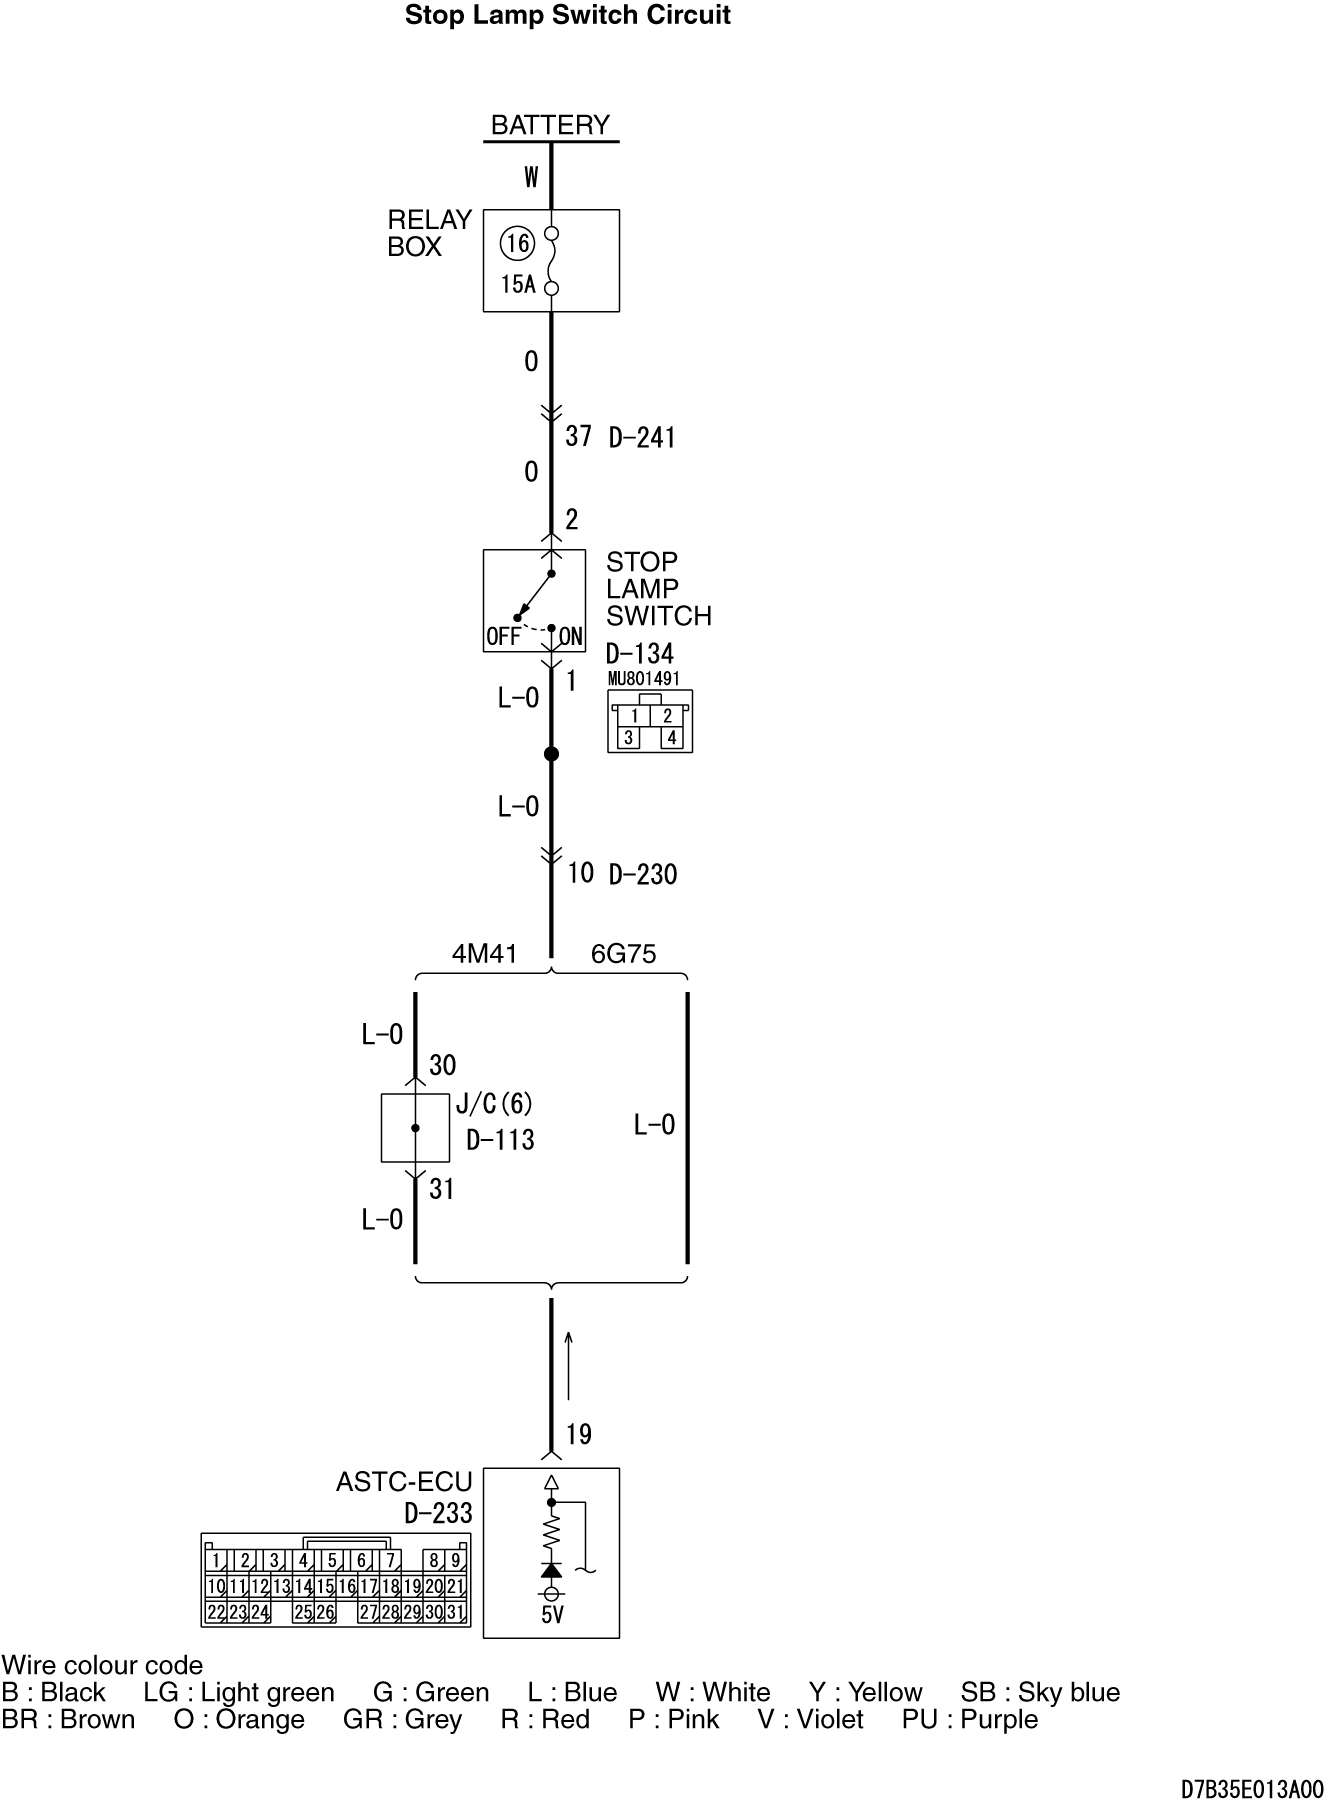 Stop Lamp Switch Circuit
BATTERY
W
RELAY
BOX
16
15A
O
37 D-241
O
2
STOP
LAMP
SWITCH
OFF ON
D-134
MU801491
1
L-O
1 2
3 4
L-O
10 D-230
4M41 6G75
L-O
30
J/C(6)
D-113
L-O
31
L-O
19
ASTC-ECU
D-233
1 2 3 4 5 6 7 8 9
10 11 12 13 14 15 16 17 18 19 20 21
22 23 24 25 26 27 28 29 30 31
5V
Wire colour code
B : Black LG : Light green G : Green L : Blue W : White Y : Yellow SB : Sky blue
BR : Brown O : Orange GR : Grey R : Red P : Pink V : Violet PU : Purple
D7B35E013A00